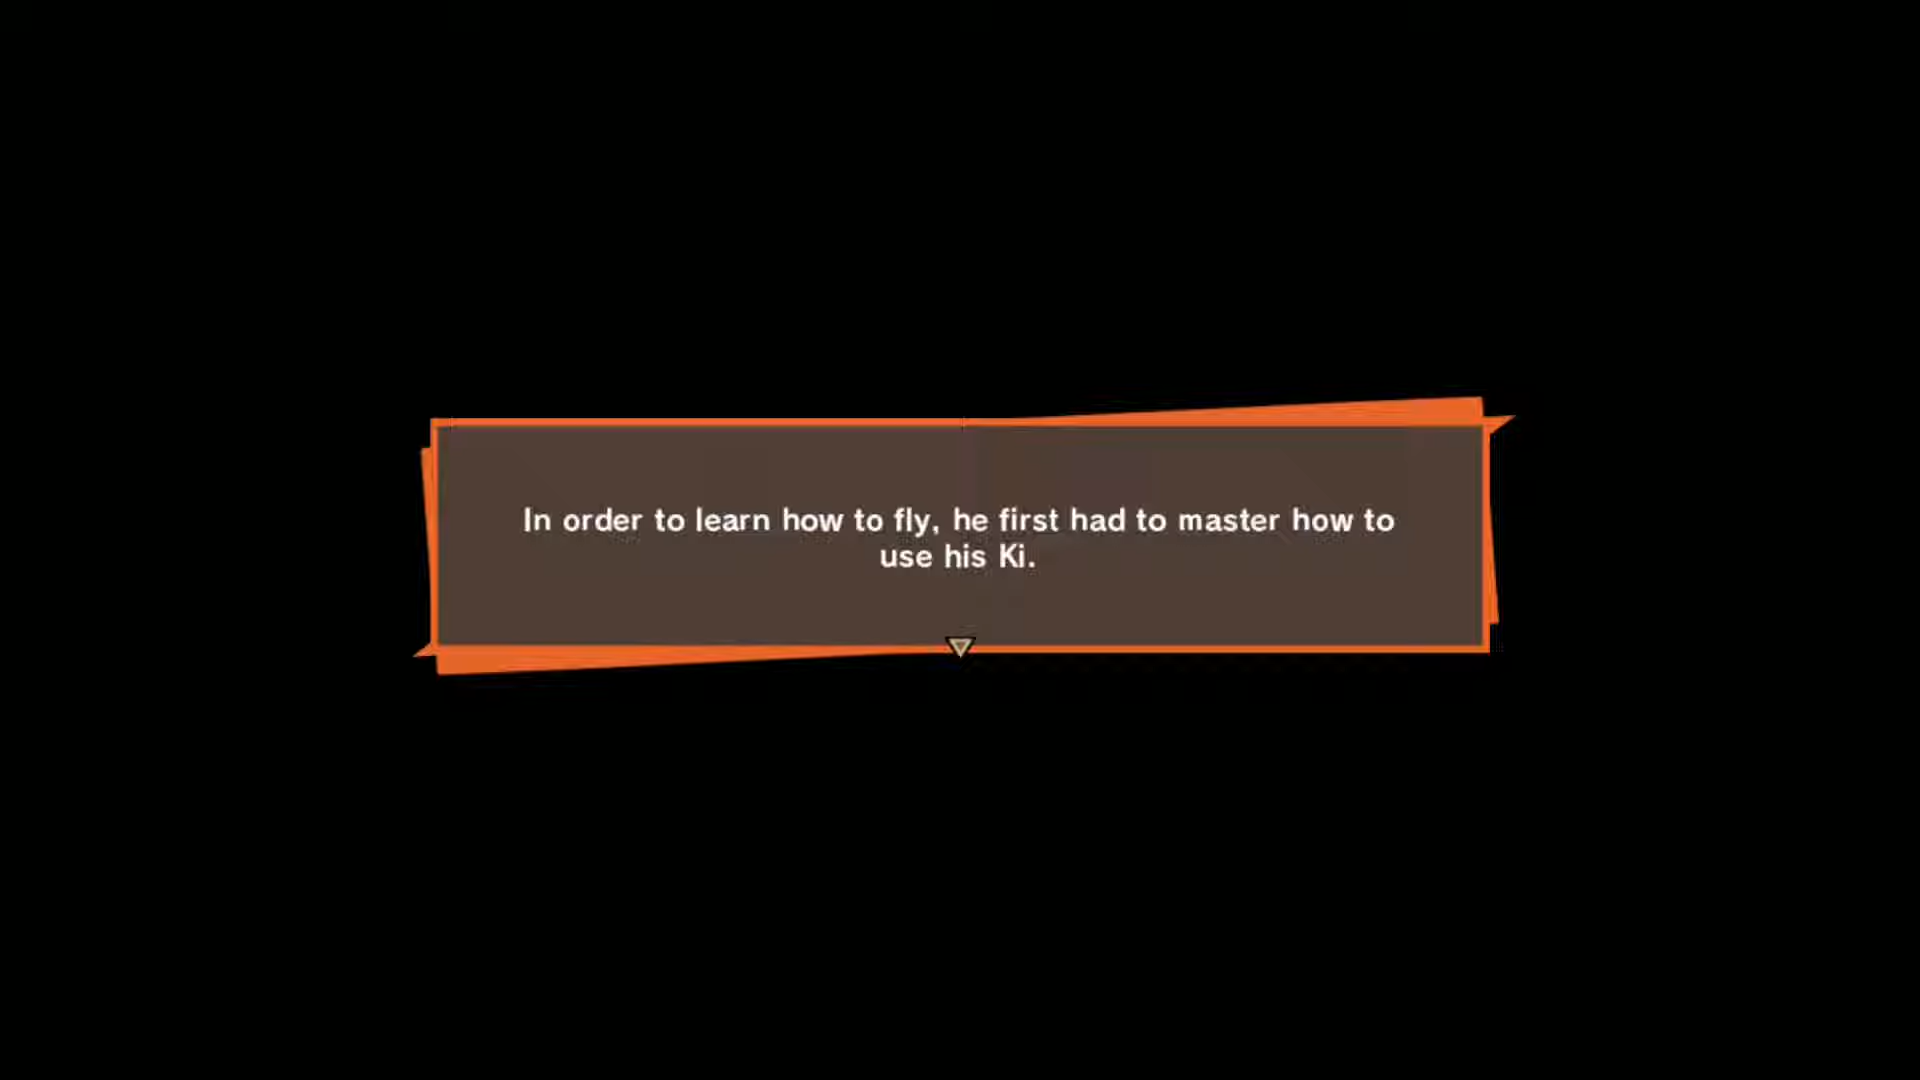 In order to learn how to fly, he first had to master how to
use his Ki.